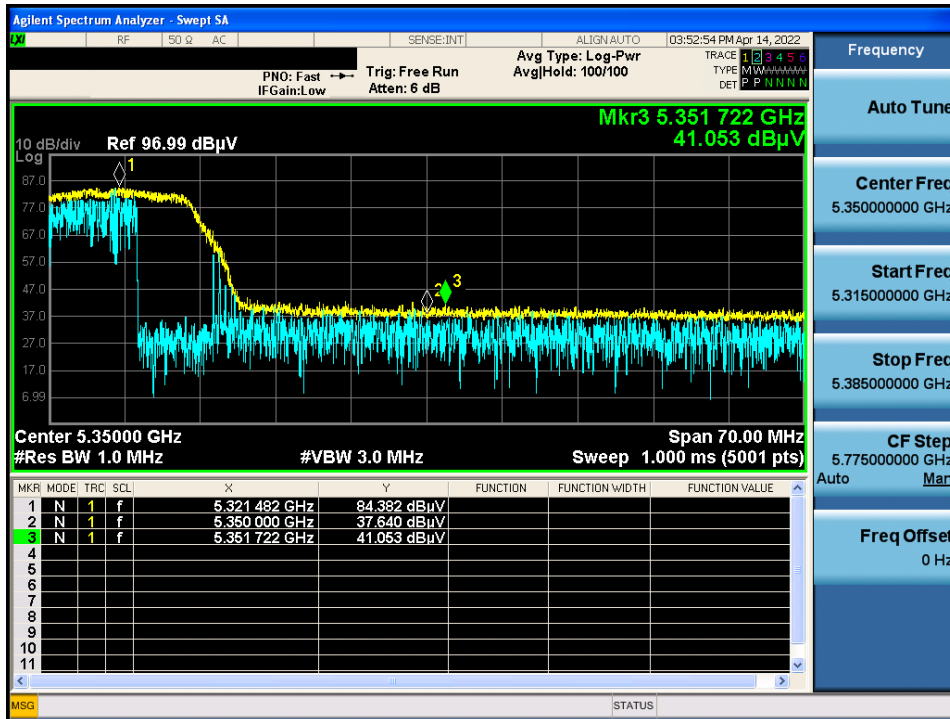 Agilent Spectrum Analyzer - Swept SA
LXI RF 50 Ω AC SENSE:INT ALIGN AUTO 03:52:54 PM Apr 14, 2022
PNO: Fast Trig: Free Run Avg Type: Log-Pwr TRACE 1 2 3 4 5 6
IFGain:Low Atten: 6 dB Avg|Hold: 100/100 TYPE M W W W W W
DET P P N N N N
Mkr3 5.351 722 GHz
41.053 dBµV
10 dB/div Ref 96.99 dBµV
Log
87.0
77.0
67.0
57.0
47.0
37.0
27.0
17.0
6.99
1
2
3
Center 5.35000 GHz Span 70.00 MHz
#Res BW 1.0 MHz #VBW 3.0 MHz Sweep 1.000 ms (5001 pts)
MKR MODE TRC SCL X Y FUNCTION FUNCTION WIDTH FUNCTION VALUE
1 N 1 f 5.321 482 GHz 84.382 dBµV
2 N 1 f 5.350 000 GHz 37.640 dBµV
3 N 1 f 5.351 722 GHz 41.053 dBµV
4
5
6
7
8
9
10
11
MSG STATUS
Frequency
Auto Tune
Center Freq
5.350000000 GHz
Start Freq
5.315000000 GHz
Stop Freq
5.385000000 GHz
CF Step
5.775000000 GHz
Auto Man
Freq Offset
0 Hz